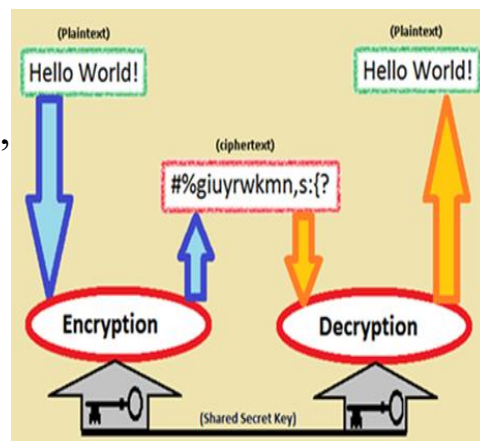 (Plaintext)
Hello World!
(Plaintext)
Hello World!
,
(ciphertext)
#%giuyrwkmn,s:{?
Encryption
Decryption
(Shared Secret Key)